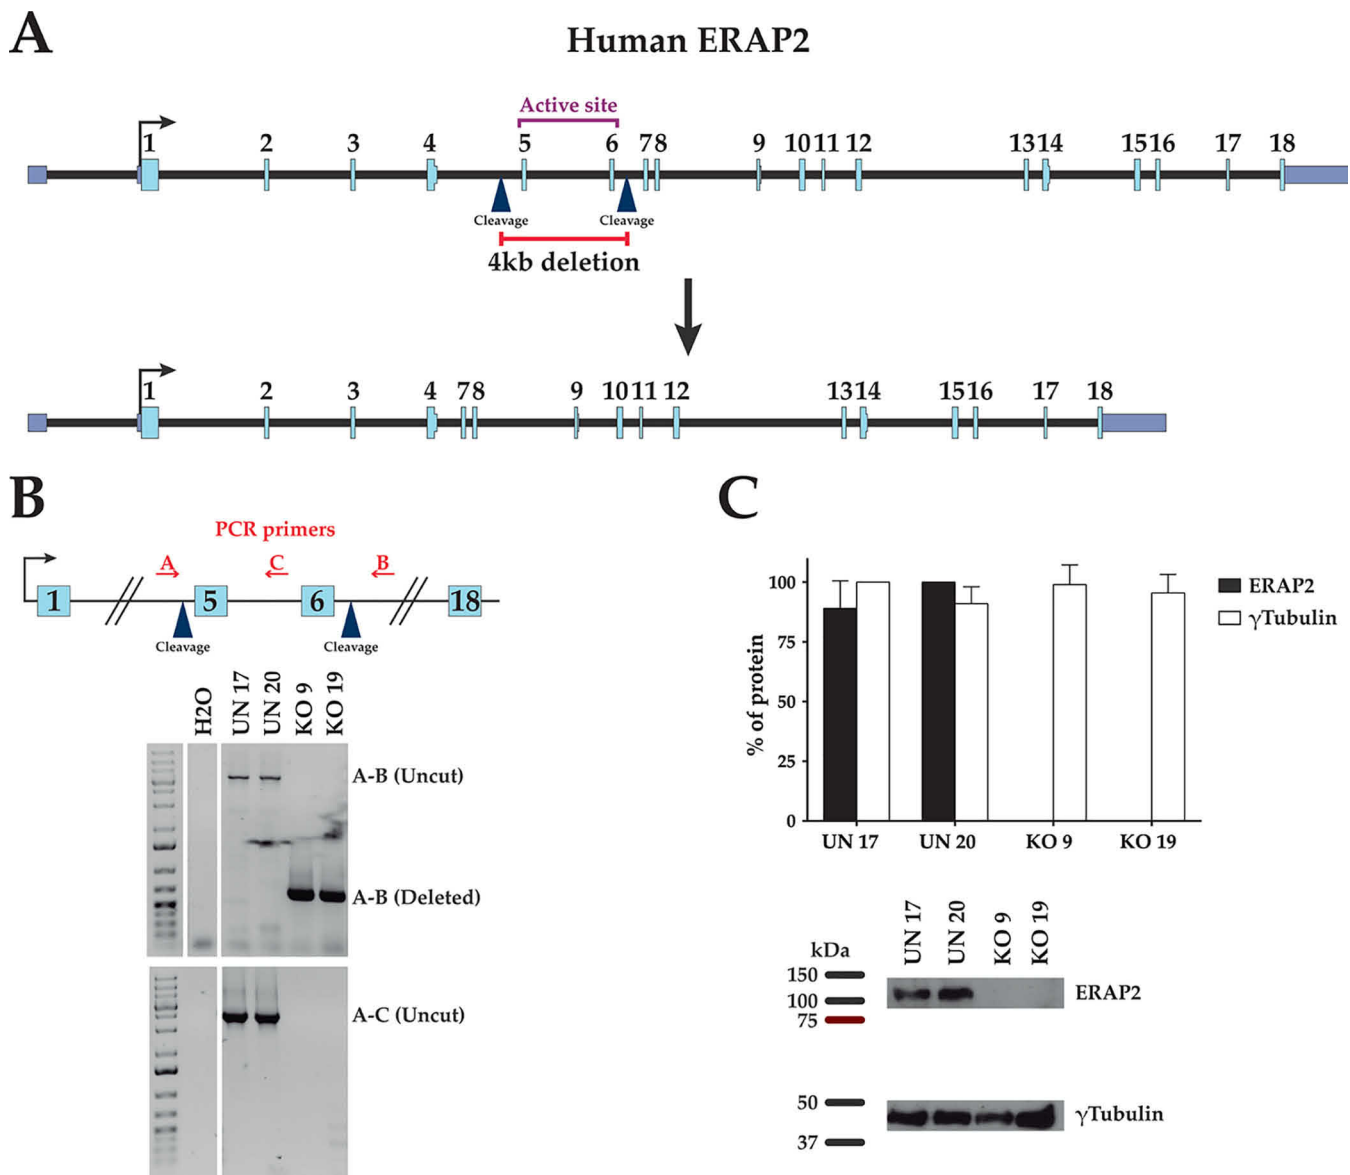 A
Human ERAP2
Active site
1 2 3 4 5 6 7 8 9 10 11 12 13 14 15 16 17 18
Cleavage Cleavage
4kb deletion
1 2 3 4 7 8 9 10 11 12 13 14 15 16 17 18
B
PCR primers
A C B
1 5 6 18
Cleavage Cleavage
H2O UN 17 UN 20 KO 9 KO 19
A-B (Uncut)
A-B (Deleted)
A-C (Uncut)
C
% of protein
100
75
50
25
0
UN 17 UN 20 KO 9 KO 19
ERAP2
γTubulin
UN 17 UN 20 KO 9 KO 19
kDa
150
100
75
ERAP2
50
37
γTubulin